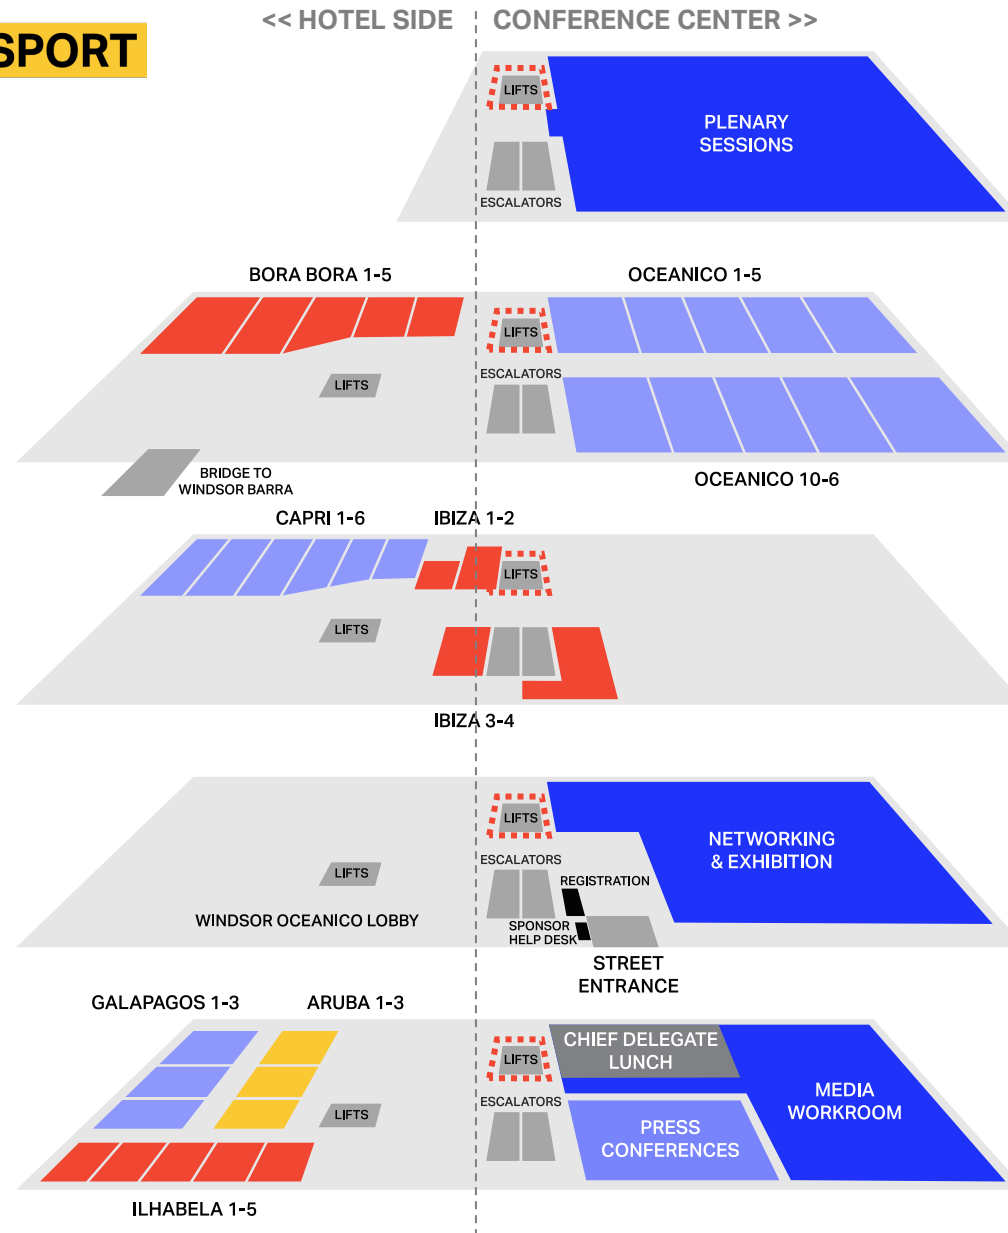 << HOTEL SIDE
CONFERENCE CENTER >>
SPORT
LIFTS
PLENARY
SESSIONS
ESCALATORS
BORA BORA 1-5
OCEANICO 1-5
LIFTS
ESCALATORS
LIFTS
BRIDGE TO
WINDSOR BARRA
OCEANICO 10-6
CAPRI 1-6
IBIZA 1-2
LIFTS
LIFTS
IBIZA 3-4
LIFTS
NETWORKING
& EXHIBITION
ESCALATORS
LIFTS
REGISTRATION
WINDSOR OCEANICO LOBBY
SPONSOR
HELP DESK
STREET
ENTRANCE
GALAPAGOS 1-3
ARUBA 1-3
CHIEF DELEGATE
LUNCH
LIFTS
MEDIA
WORKROOM
ESCALATORS
LIFTS
PRESS
CONFERENCES
ILHABELA 1-5